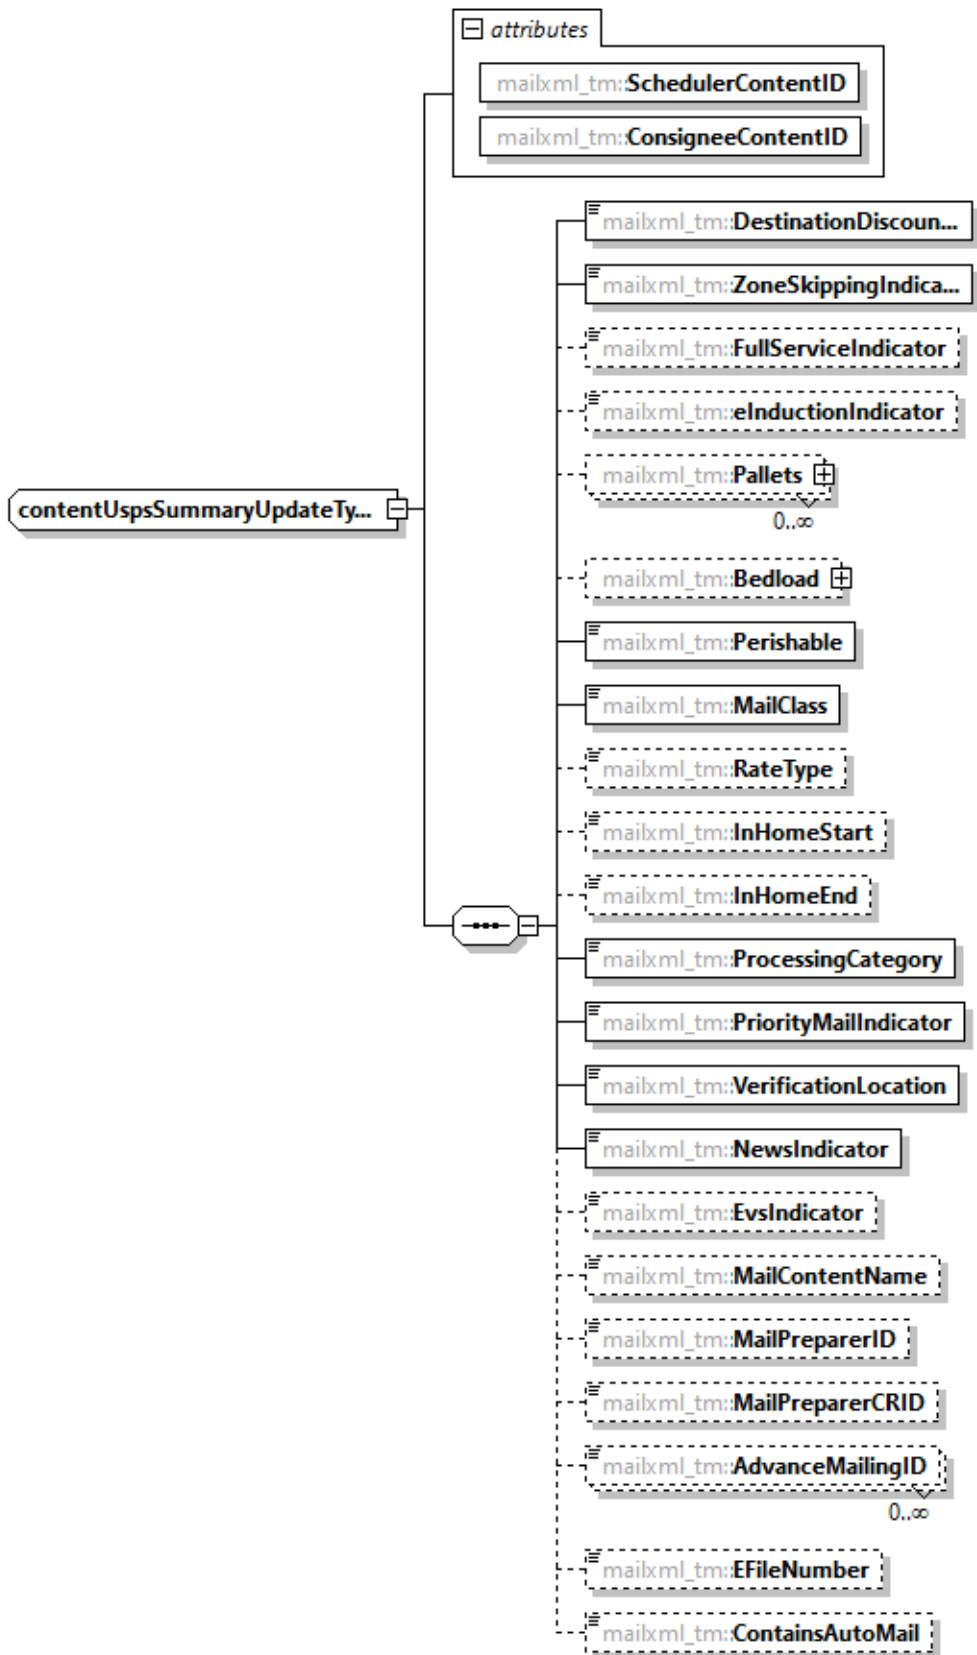 attributes
mailxml_tm::SchedulerContentID
mailxml_tm::ConsigneeContentID
mailxml_tm::DestinationDiscoun...
mailxml_tm::ZoneSkippingIndica...
mailxml_tm::FullServiceIndicator
mailxml_tm::eInductionIndicator
mailxml_tm::Pallets
contentUspsSummaryUpdateTy...
0..∞
mailxml_tm::Bedload
mailxml_tm::Perishable
mailxml_tm::MailClass
mailxml_tm::RateType
mailxml_tm::InHomeStart
mailxml_tm::InHomeEnd
mailxml_tm::ProcessingCategory
mailxml_tm::PriorityMailIndicator
mailxml_tm::VerificationLocation
mailxml_tm::NewsIndicator
mailxml_tm::EvsIndicator
mailxml_tm::MailContentName
mailxml_tm::MailPreparerID
mailxml_tm::MailPreparerCRID
mailxml_tm::AdvanceMailingID
0..∞
mailxml_tm::EFileNumber
mailxml_tm::ContainsAutoMail